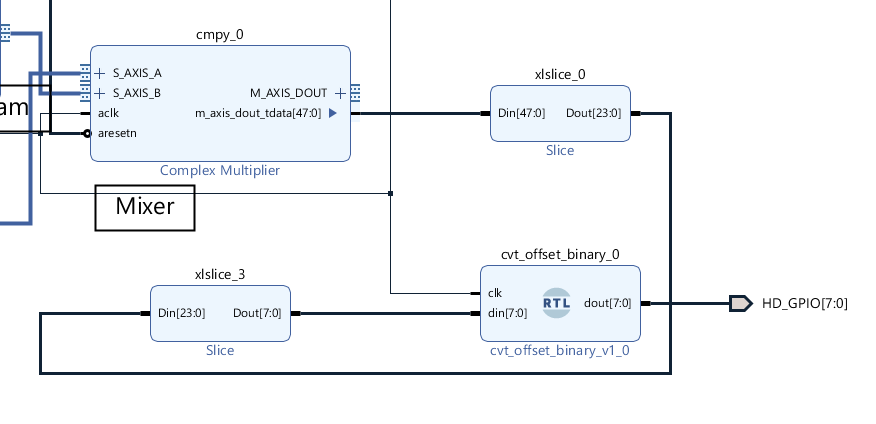 cmpy_0
S_AXIS_A
S_AXIS_B
M_AXIS_DOUT
aclk
m_axis_dout_tdata[47:0]
aresetn
Complex Multiplier
am
xlslice_0
Din[47:0]
Dout[23:0]
Slice
Mixer
xlslice_3
Din[23:0]
Dout[7:0]
Slice
cvt_offset_binary_0
clk
din[7:0]
RTL
dout[7:0]
cvt_offset_binary_v1_0
HD_GPIO[7:0]